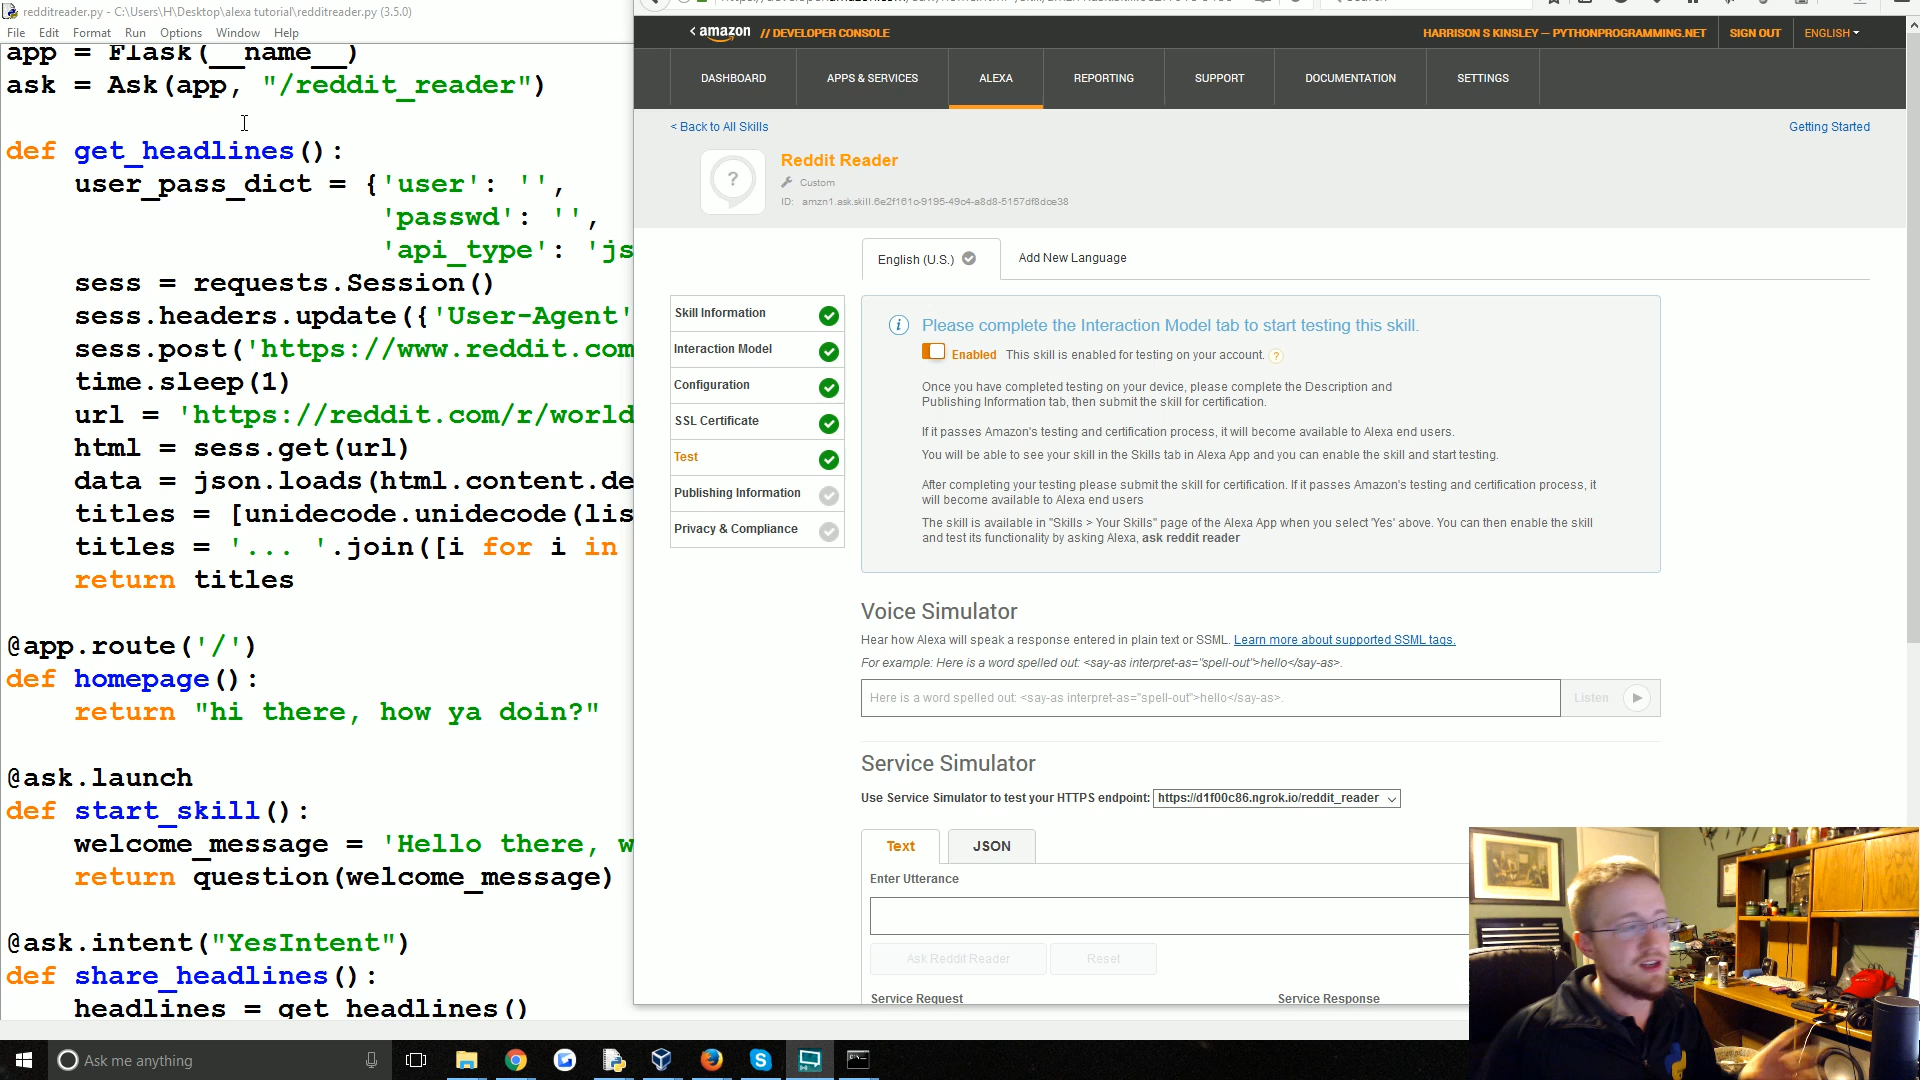 redditreader.py - C:\Users\H\Desktop\alexa tutorial\redditreader.py (3.5.0)
File Edit Format Run Options Window Help
app = Flask(__name__)
ask = Ask(app, "/reddit_reader")
def get_headlines():
user_pass_dict = {'user': '',
'passwd': '',
'api_type': 'js
sess = requests.Session()
sess.headers.update({'User-Agent'
sess.post('https://www.reddit.com
time.sleep(1)
url = 'https://reddit.com/r/world
html = sess.get(url)
data = json.loads(html.content.de
titles = [unidecode.unidecode(lis
titles = '... '.join([i for i in
return titles
@app.route('/')
def homepage():
return "hi there, how ya doin?"
@ask.launch
def start_skill():
welcome_message = 'Hello there, w
return question(welcome_message)
@ask.intent("YesIntent")
def share_headlines():
headlines = get_headlines()
< amazon // DEVELOPER CONSOLE
HARRISON S KINSLEY — PYTHONPROGRAMMING.NET SIGN OUT ENGLISH
DASHBOARD APPS & SERVICES ALEXA REPORTING SUPPORT DOCUMENTATION SETTINGS
< Back to All Skills Getting Started
?
Reddit Reader
Custom
ID: amzn1.ask.skill.6e2f161c-9195-49c4-a8d8-5157df8dce38
English (U.S.) Add New Language
Skill Information
Interaction Model
Configuration
SSL Certificate
Test
Publishing Information
Privacy & Compliance
i Please complete the Interaction Model tab to start testing this skill.
Enabled This skill is enabled for testing on your account. ?
Once you have completed testing on your device, please complete the Description and
Publishing Information tab, then submit the skill for certification.
If it passes Amazon's testing and certification process, it will become available to Alexa end users.
You will be able to see your skill in the Skills tab in Alexa App and you can enable the skill and start testing.
After completing your testing please submit the skill for certification. If it passes Amazon's testing and certification process, it
will become available to Alexa end users
The skill is available in "Skills > Your Skills" page of the Alexa App when you select 'Yes' above. You can then enable the skill
and test its functionality by asking Alexa, ask reddit reader
Voice Simulator
Hear how Alexa will speak a response entered in plain text or SSML. Learn more about supported SSML tags.
For example: Here is a word spelled out: <say-as interpret-as="spell-out">hello</say-as>.
Here is a word spelled out: <say-as interpret-as="spell-out">hello</say-as>. Listen
Service Simulator
Use Service Simulator to test your HTTPS endpoint: https://d1f00c86.ngrok.io/reddit_reader
Text JSON
Enter Utterance
Ask Reddit Reader Reset
Service Request Service Response
Ask me anything